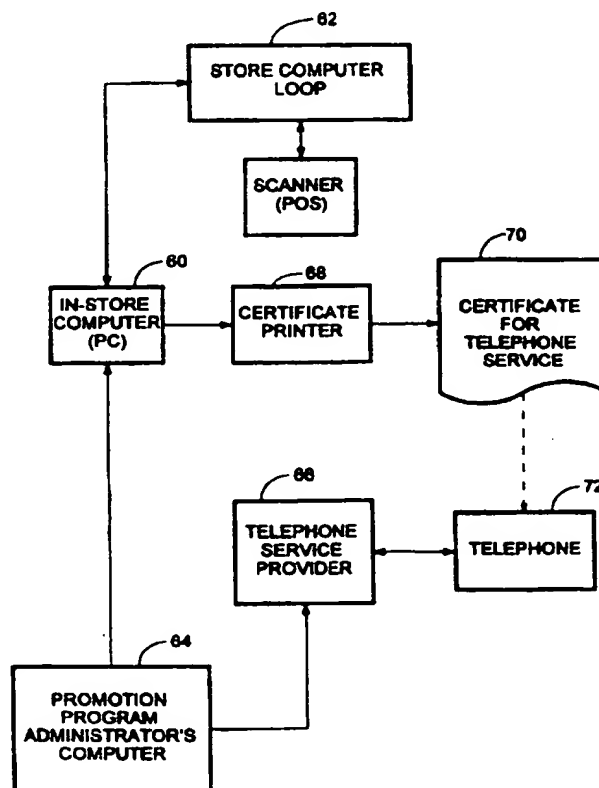 62
STORE COMPUTER
LOOP
SCANNER
(POS)
60
IN-STORE
COMPUTER
(PC)
68
CERTIFICATE
PRINTER
70
CERTIFICATE
FOR
TELEPHONE
SERVICE
66
TELEPHONE
SERVICE
PROVIDER
72
TELEPHONE
64
PROMOTION
PROGRAM
ADMINISTRATOR'S
COMPUTER